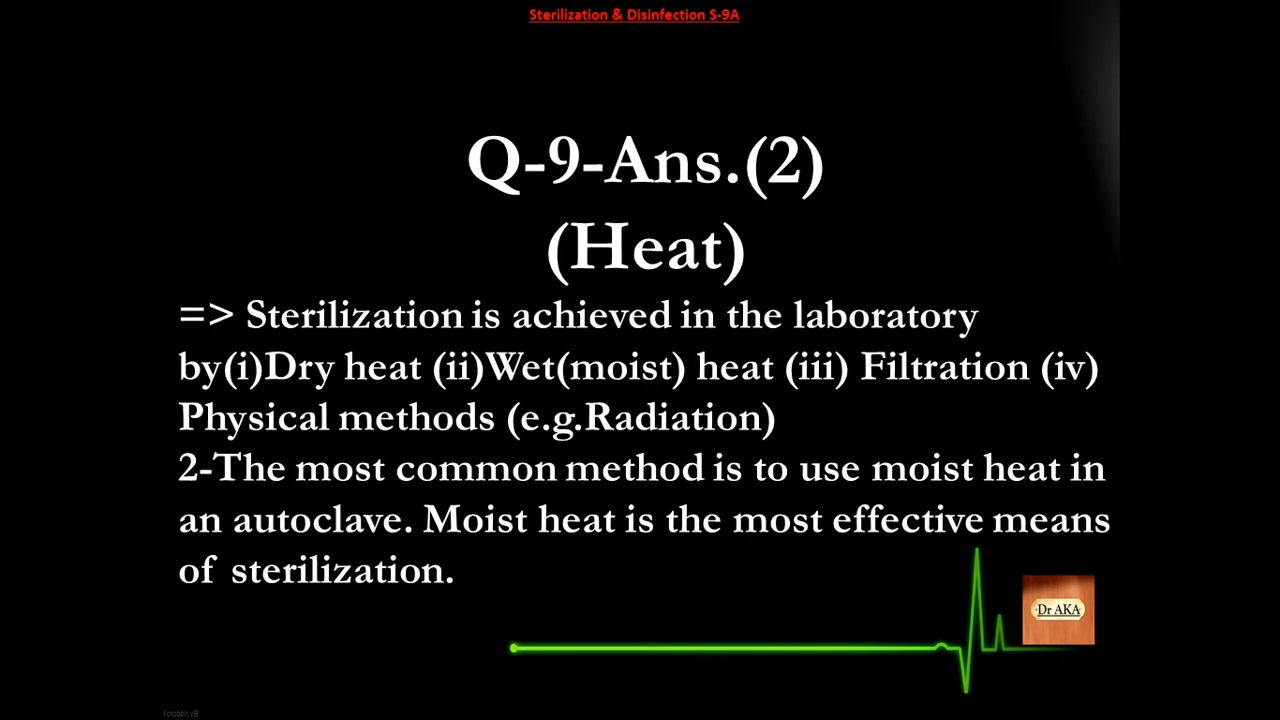 Sterilization & Disinfection S-9A
Q-9-Ans.(2)
(Heat)
=> Sterilization is achieved in the laboratory
by(i)Dry heat (ii)Wet(moist) heat (iii) Filtration (iv)
Physical methods (e.g.Radiation)
2-The most common method is to use moist heat in
an autoclave. Moist heat is the most effective means
of sterilization.
Dr AKA